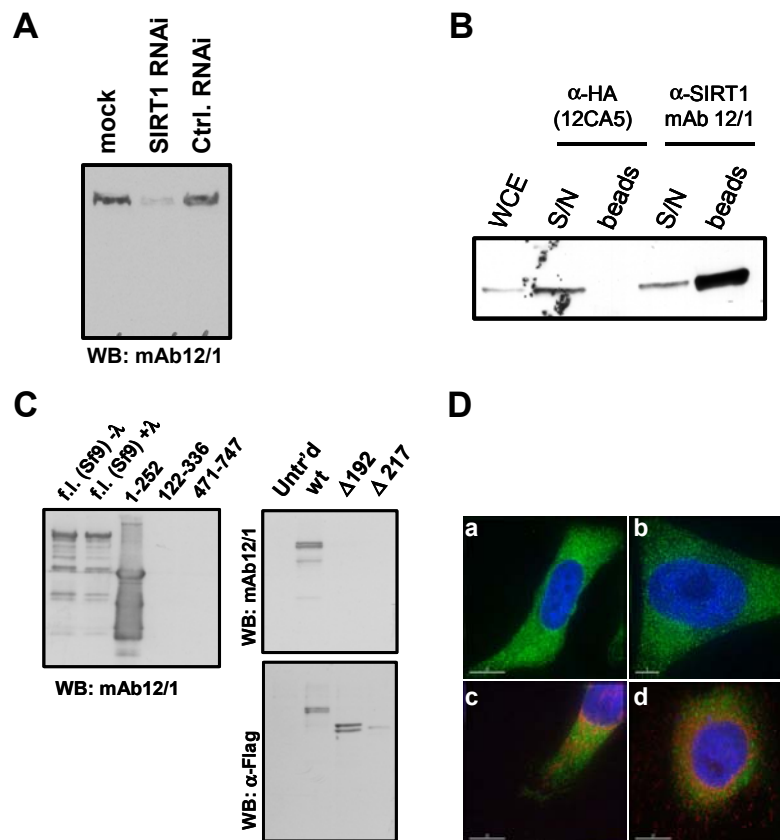 A
mock
SIRT1 RNAi
Ctrl. RNAi
WB: mAb12/1
B
α-HA
(12CA5)
α-SIRT1
mAb 12/1
WCE
S/N
beads
S/N
beads
C
f.l. (Sf9) -λ
f.l. (Sf9) +λ
1-252
122-336
471-747
WB: mAb12/1
Untr'd
wt
Δ192
Δ 217
WB: mAb12/1
WB: α-Flag
D
a
b
c
d